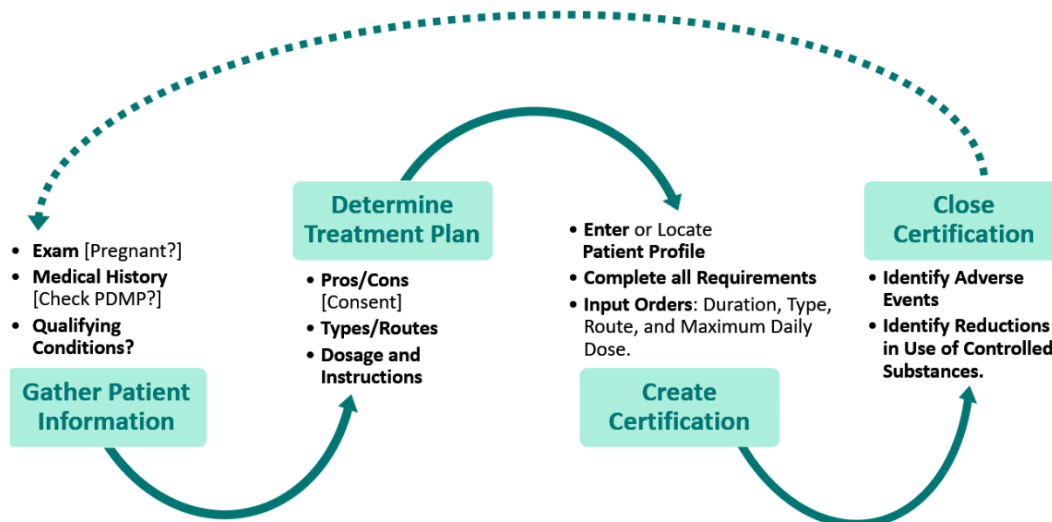 • Exam [Pregnant?]
• Medical History
[Check PDMP?]
• Qualifying
Conditions?
Gather Patient
Information
Determine
Treatment Plan
• Pros/Cons
[Consent]
• Types/Routes
• Dosage and
Instructions
• Enter or Locate
Patient Profile
• Complete all Requirements
• Input Orders: Duration, Type,
Route, and Maximum Daily
Dose.
Create
Certification
Close
Certification
• Identify Adverse
Events
• Identify Reductions
in Use of Controlled
Substances.